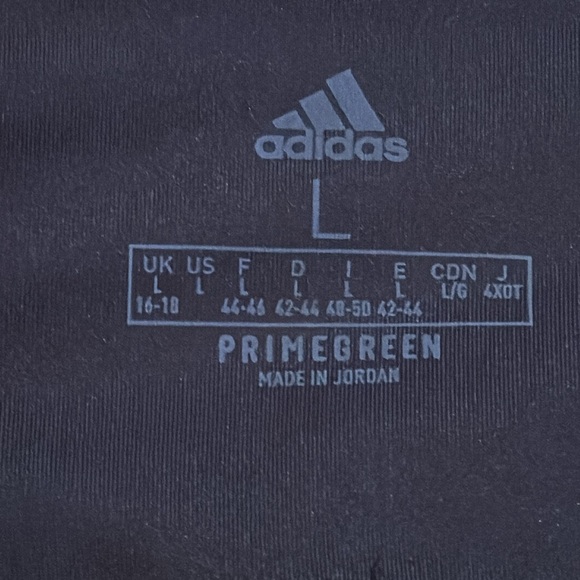 adidas
L
UK US F D I E CDN J
L L L L L L L/G 4XOT
16-18 44-46 42-44 48-50 42-44
PRIMEGREEN
MADE IN JORDAN